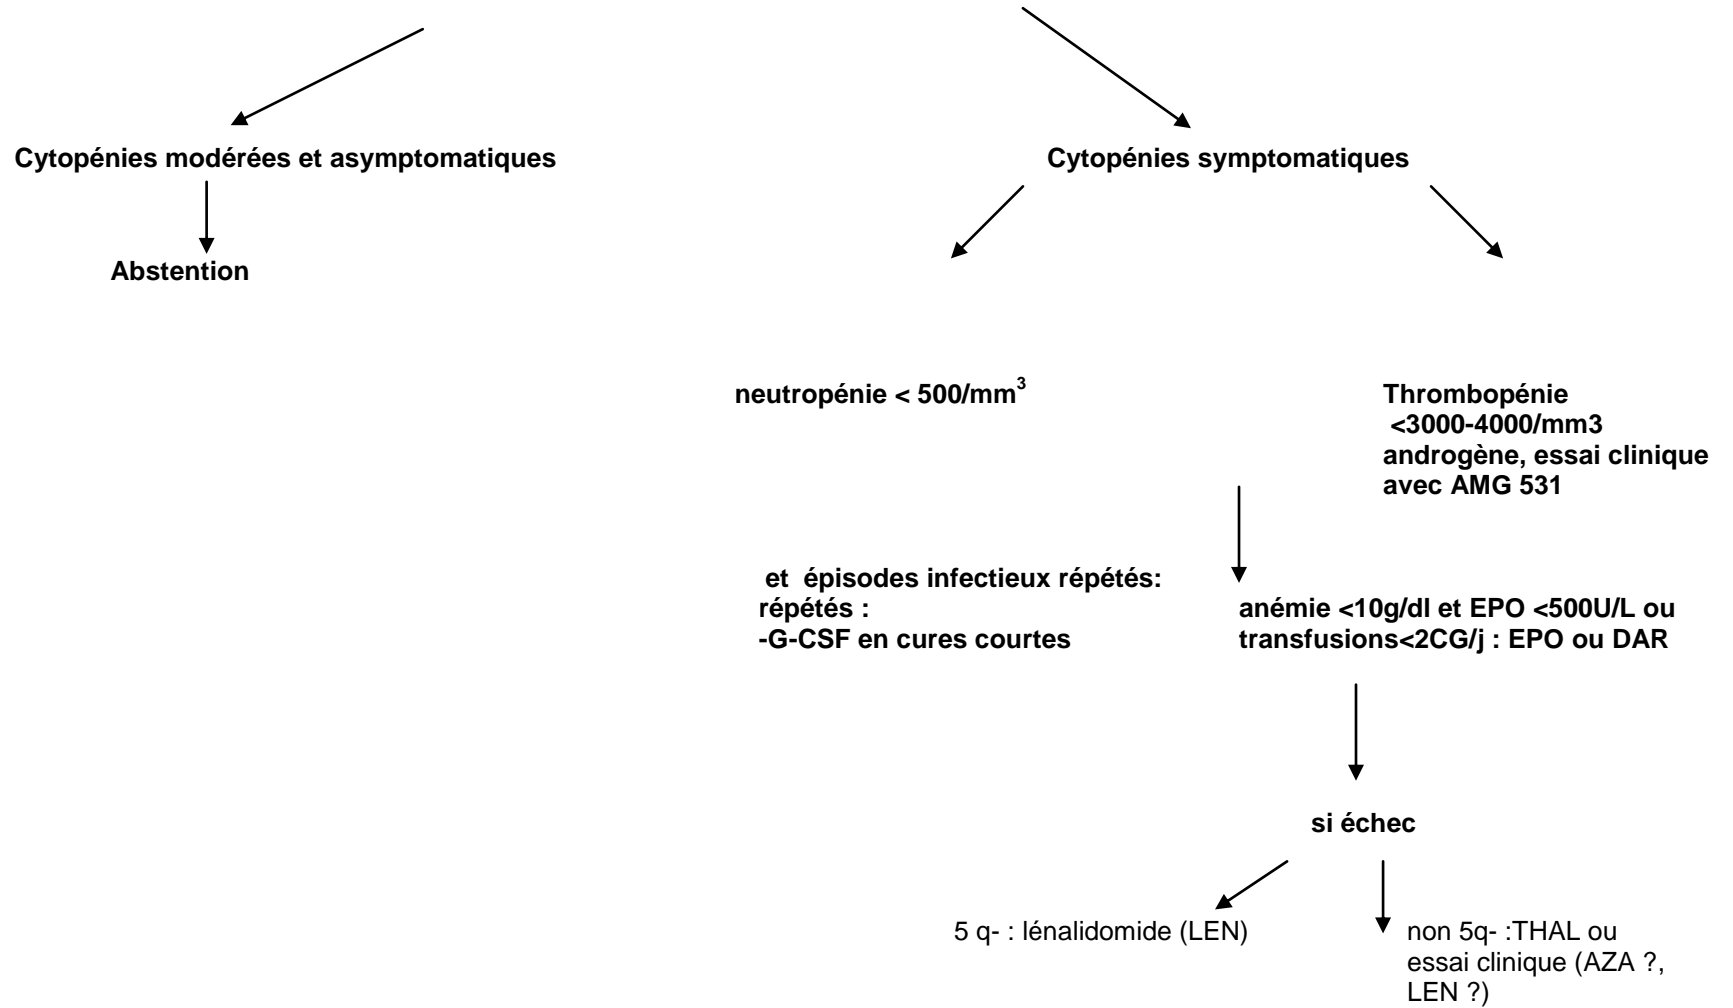 Cytopénies modérées et asymptomatiques
Cytopénies symptomatiques
Abstention
neutropénie < 500/mm³
Thrombopénie
<3000-4000/mm3
androgène, essai clinique
avec AMG 531
et épisodes infectieux répétés:
répétés :
-G-CSF en cures courtes
anémie <10g/dl et EPO <500U/L ou
transfusions<2CG/j : EPO ou DAR
si échec
5 q- : lénalidomide (LEN)
non 5q- :THAL ou
essai clinique (AZA ?,
LEN ?)